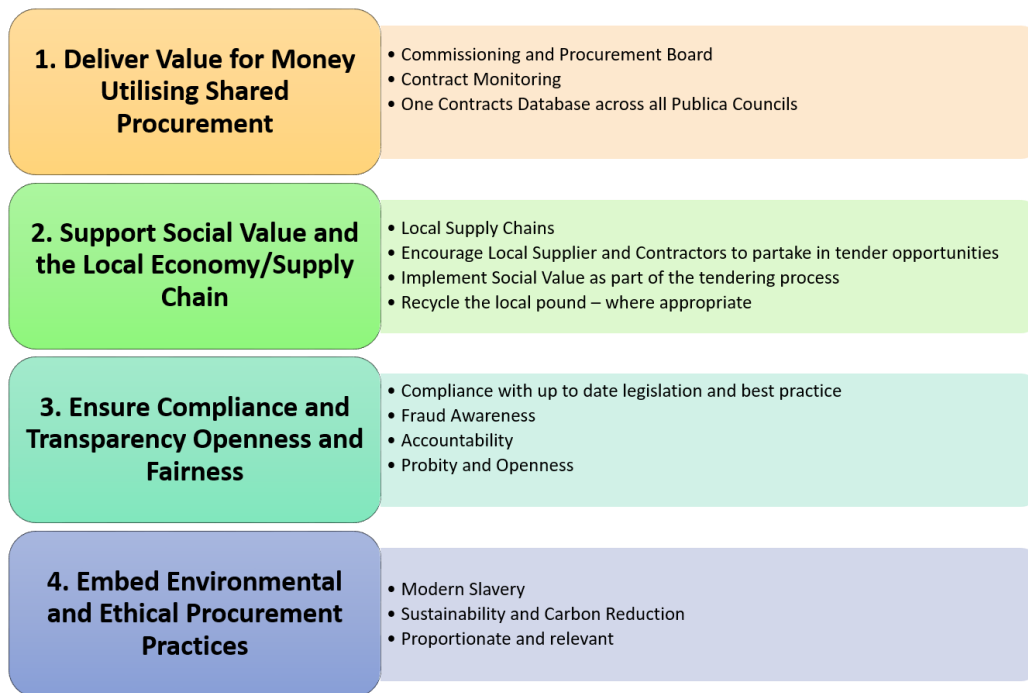 1. Deliver Value for Money
Utilising Shared
Procurement
• Commissioning and Procurement Board
• Contract Monitoring
• One Contracts Database across all Publica Councils
2. Support Social Value and
the Local Economy/Supply
Chain
• Local Supply Chains
• Encourage Local Supplier and Contractors to partake in tender opportunities
• Implement Social Value as part of the tendering process
• Recycle the local pound – where appropriate
3. Ensure Compliance and
Transparency Openness and
Fairness
• Compliance with up to date legislation and best practice
• Fraud Awareness
• Accountability
• Probity and Openness
4. Embed Environmental
and Ethical Procurement
Practices
• Modern Slavery
• Sustainability and Carbon Reduction
• Proportionate and relevant